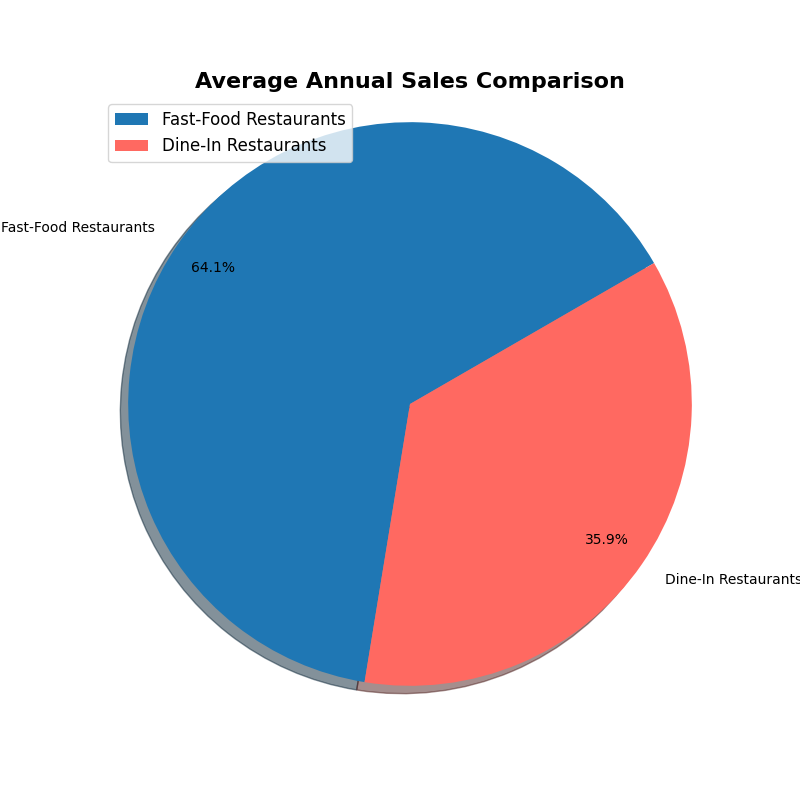 Average Annual Sales Comparison
Fast-Food Restaurants
Dine-In Restaurants
Fast-Food Restaurants
64.1%
35.9%
Dine-In Restaurants